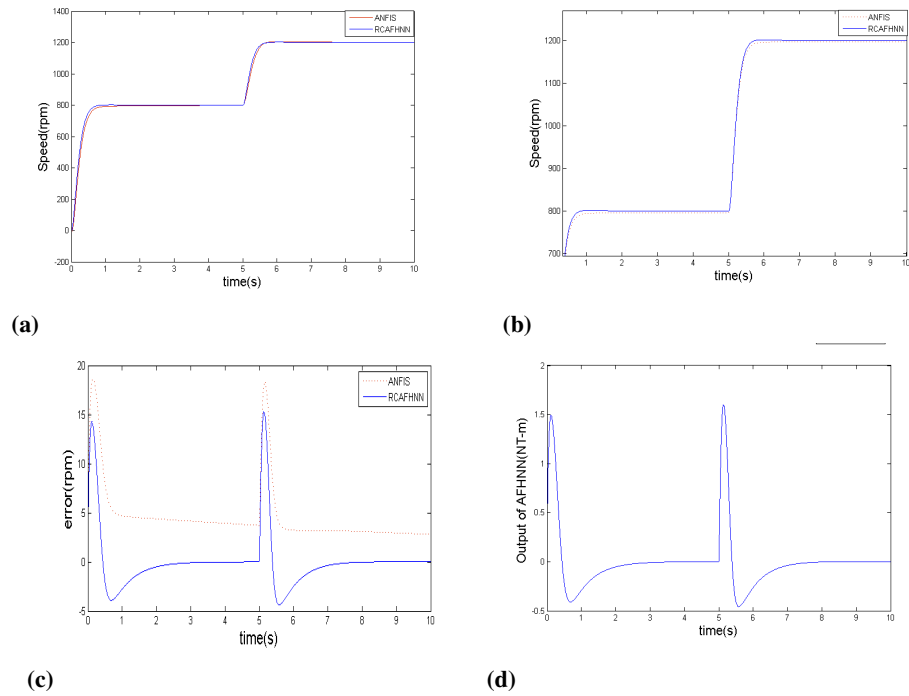 1400
1200
1000
800
600
400
200
0
-200
Speed(rpm)
0 1 2 3 4 5 6 7 8 9 10
time(s)
ANFIS
RCAFHNN
(a)
1200
1100
1000
900
800
700
Speed(rpm)
1 2 3 4 5 6 7 8 9 10
time(s)
ANFIS
RCAFHNN
(b)
20
15
10
5
0
-5
error(rpm)
0 1 2 3 4 5 6 7 8 9 10
time(s)
ANFIS
RCAFHNN
(c)
2
1.5
1
0.5
0
-0.5
Output of AFHNN(NT-m)
0 1 2 3 4 5 6 7 8 9 10
time(s)
(d)